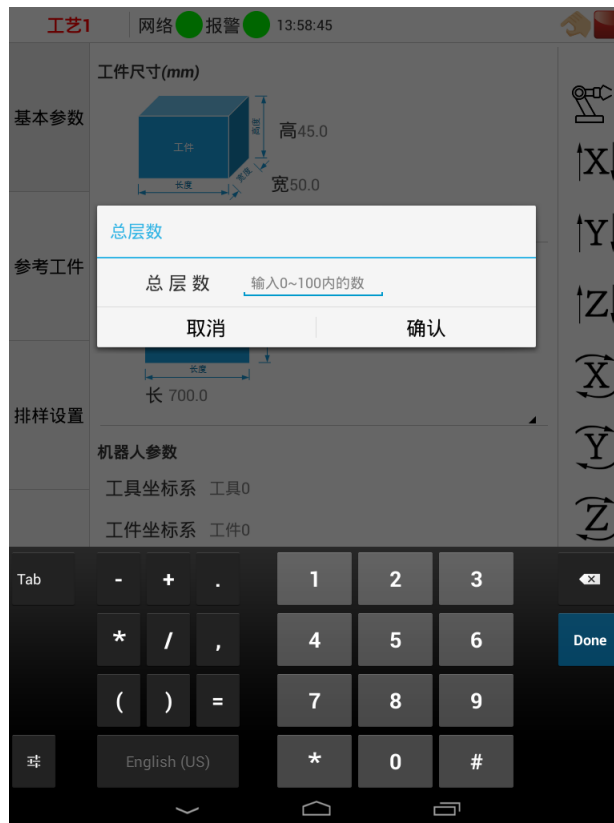 工艺1 网络 报警 13:58:45
基本参数
工件尺寸(mm)
工件
高度
宽度
长度
高45.0
宽50.0
总层数
总层数 输入0~100内的数
取消 确认
参考工件
长度
长 700.0
排样设置
机器人参数
工具坐标系 工具0
工件坐标系 工件0
X
Y
Z
X
Y
Z
Tab - + . 1 2 3
* / , 4 5 6 Done
( ) = 7 8 9
English (US) * 0 #